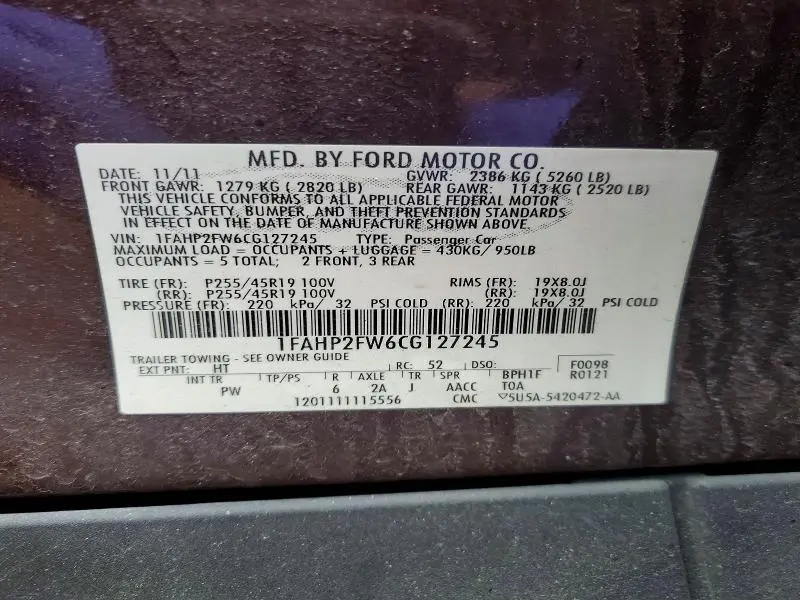 MFD. BY FORD MOTOR CO.
DATE: 11/11 GVWR: 2386 KG ( 5260 LB)
FRONT GAWR: 1279 KG ( 2820 LB) REAR GAWR: 1143 KG ( 2520 LB)
THIS VEHICLE CONFORMS TO ALL APPLICABLE FEDERAL MOTOR
VEHICLE SAFETY, BUMPER, AND THEFT PREVENTION STANDARDS
IN EFFECT ON THE DATE OF MANUFACTURE SHOWN ABOVE.
VIN: 1FAHP2FW6CG127245 TYPE: Passenger Car
MAXIMUM LOAD = OCCUPANTS + LUGGAGE = 430KG/ 950LB
OCCUPANTS = 5 TOTAL; 2 FRONT, 3 REAR
TIRE (FR): P255/45R19 100V RIMS (FR): 19X8.0J
(RR): P255/45R19 100V (RR): 19X8.0J
PRESSURE (FR): 220 kPa/ 32 PSI COLD (RR): 220 kPa/ 32 PSI COLD
1FAHP2FW6CG127245
TRAILER TOWING - SEE OWNER GUIDE
EXT PNT: HT RC: 52 DSO: F0098
INT TR TP/PS R AXLE TR SPR BPH1F R0121
PW 6 2A J AACC TOA
1201111115556 CMC ▽5U5A-5420472-AA